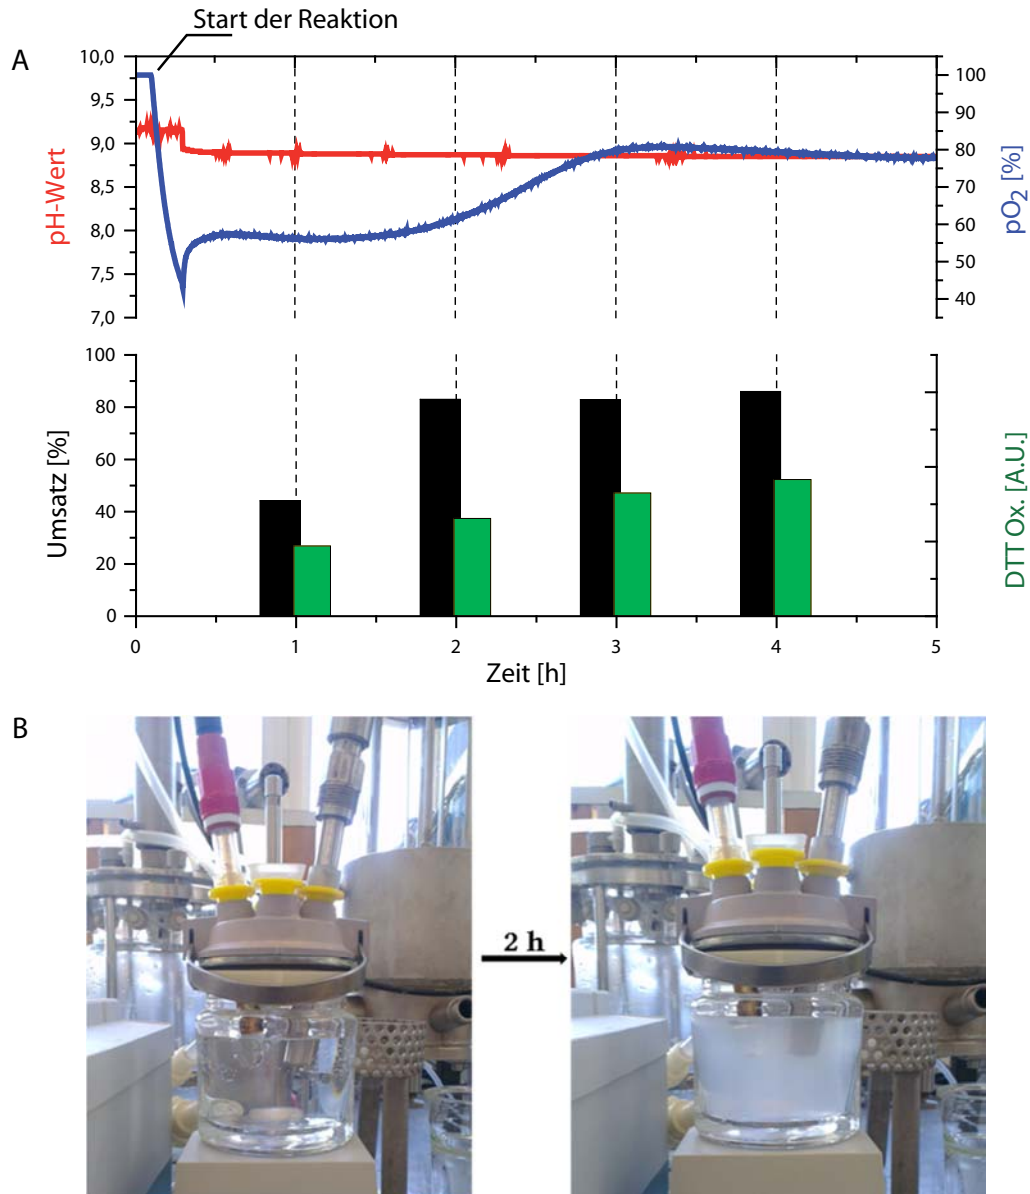 Start der Reaktion
A
10,0
9,5
9,0
8,5
8,0
7,5
7,0
pH-Wert
100
90
80
70
60
50
40
pO2 [%]
100
80
60
40
20
0
Umsatz [%]
DTT Ox. [A.U.]
0 1 2 3 4 5
Zeit [h]
B
2 h